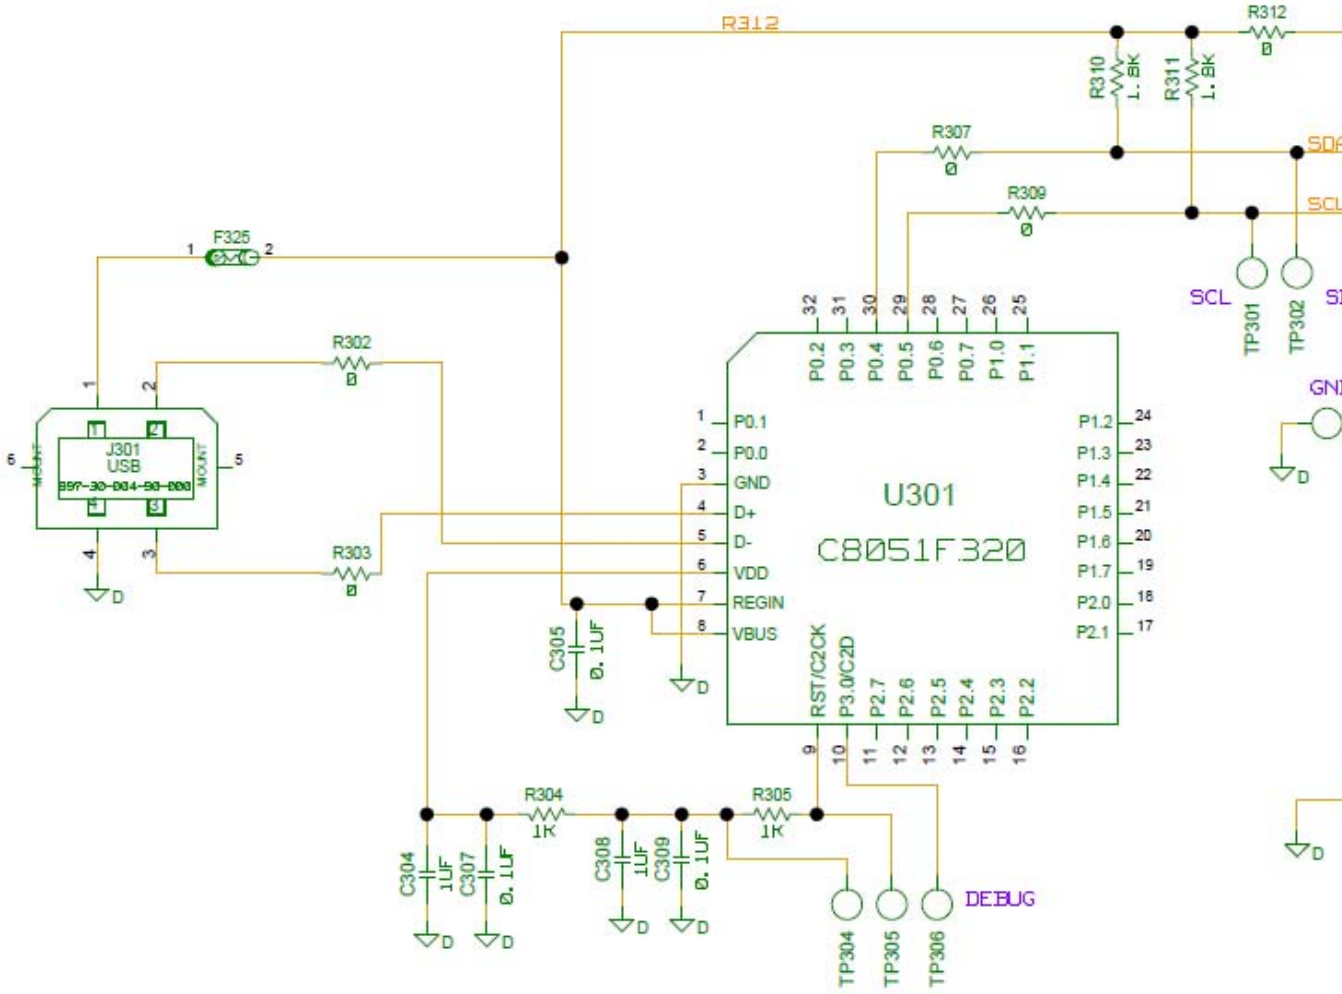 R312
R312
0
R310
1.8K
R311
1.8K
R307
0
SDA
R309
0
SCL
1
F325
2
SCL
TP301
TP302
R302
0
1
2
6
MOUNT
1
2
J301
USB
897-30-004-90-000
4
3
MOUNT
5
4
3
D
R303
0
32
31
30
29
28
27
26
25
P0.2
P0.3
P0.4
P0.5
P0.6
P0.7
P1.0
P1.1
1 P0.1
2 P0.0
3 GND
4 D+
5 D-
6 VDD
7 REGIN
8 VBUS
U301
C8051F320
P1.2 24
P1.3 23
P1.4 22
P1.5 21
P1.6 20
P1.7 19
P2.0 18
P2.1 17
RST/C2CK
P3.0/C2D
P2.7
P2.6
P2.5
P2.4
P2.3
P2.2
9
10
11
12
13
14
15
16
D
C305
0.1UF
D
D
R304
1K
R305
1K
C304
1UF
C307
0.1UF
C308
1UF
C309
0.1UF
D
D
D
D
DEBUG
TP304
TP305
TP306
D